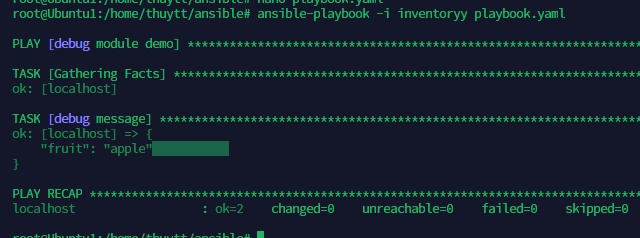 root@Ubuntu1:/home/thuytt/ansible# nano playbook.yaml
root@Ubuntu1:/home/thuytt/ansible# ansible-playbook -i inventoryy playbook.yaml
PLAY [debug module demo] *******************************************************
TASK [Gathering Facts] *********************************************************
ok: [localhost]
TASK [debug message] ***********************************************************
ok: [localhost] => {
    "fruit": "apple"
}
PLAY RECAP *********************************************************************
localhost                  : ok=2    changed=0    unreachable=0    failed=0    skipped=0
root@Ubuntu1:/home/thuytt/ansible#